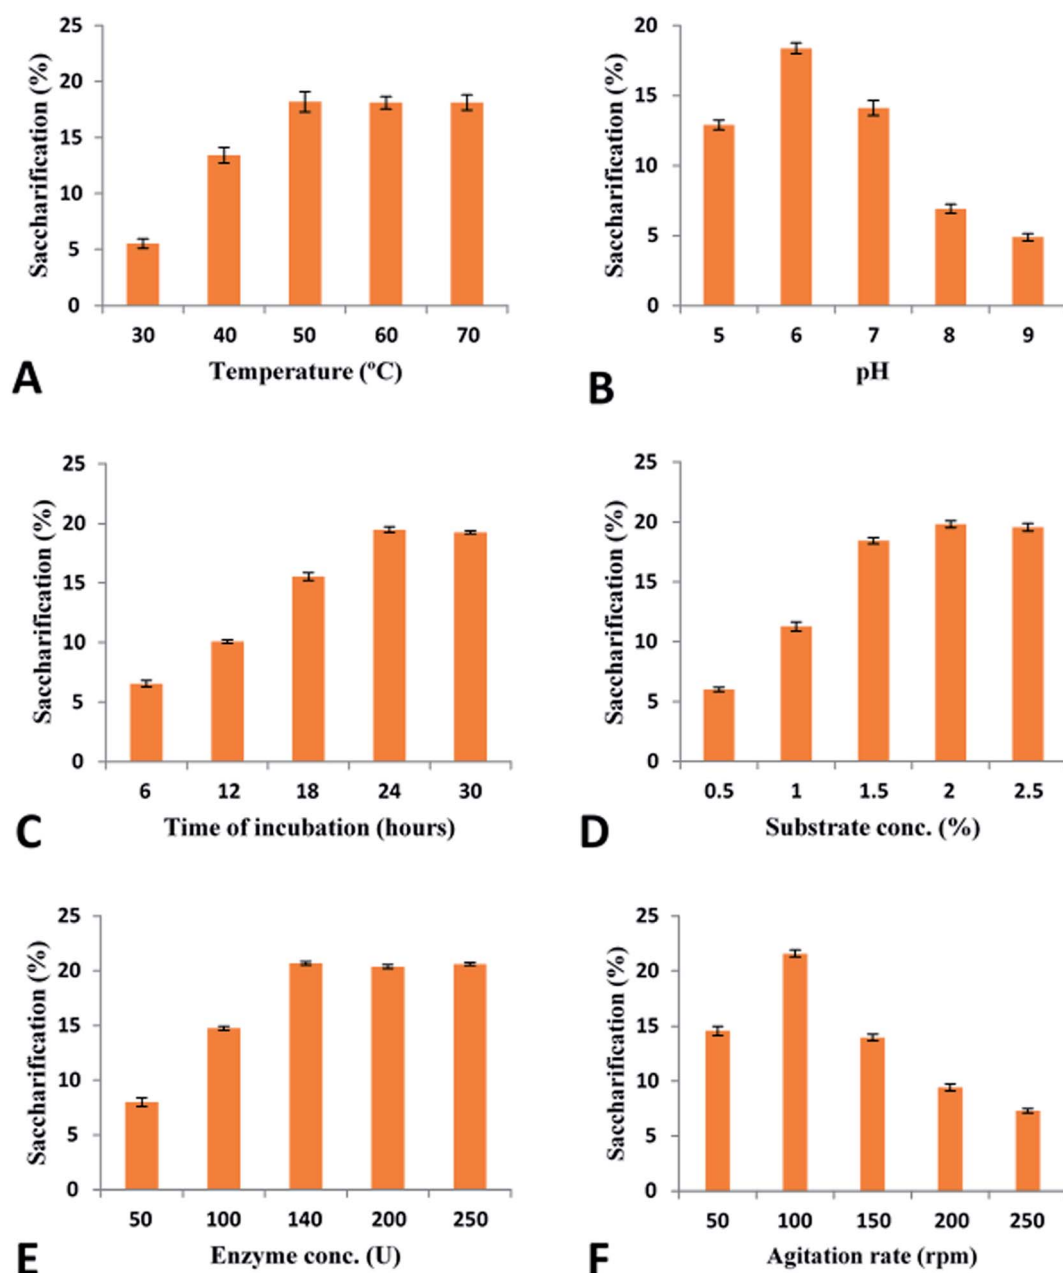 Saccharification (%)
25
20
15
10
5
0
30 40 50 60 70
Temperature (ºC)
A
Saccharification (%)
20
15
10
5
0
5 6 7 8 9
pH
B
Saccharification (%)
25
20
15
10
5
0
6 12 18 24 30
Time of incubation (hours)
C
Saccharification (%)
25
20
15
10
5
0
0.5 1 1.5 2 2.5
Substrate conc. (%)
D
Saccharification (%)
25
20
15
10
5
0
50 100 140 200 250
Enzyme conc. (U)
E
Saccharification (%)
25
20
15
10
5
0
50 100 150 200 250
Agitation rate (rpm)
F